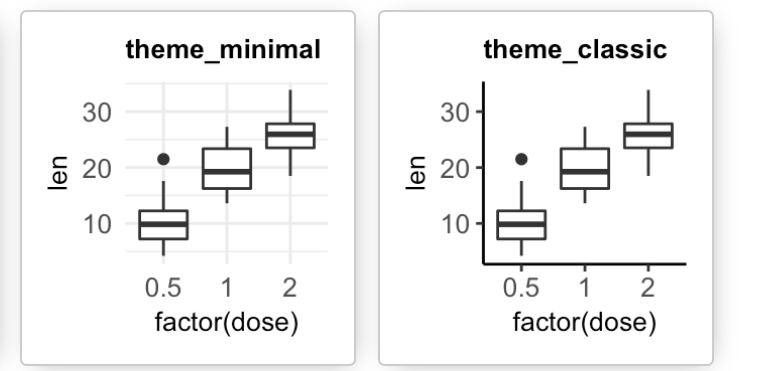 theme_minimal
30
20
10
len
0.5 1 2
factor(dose)
theme_classic
30
20
10
len
0.5 1 2
factor(dose)